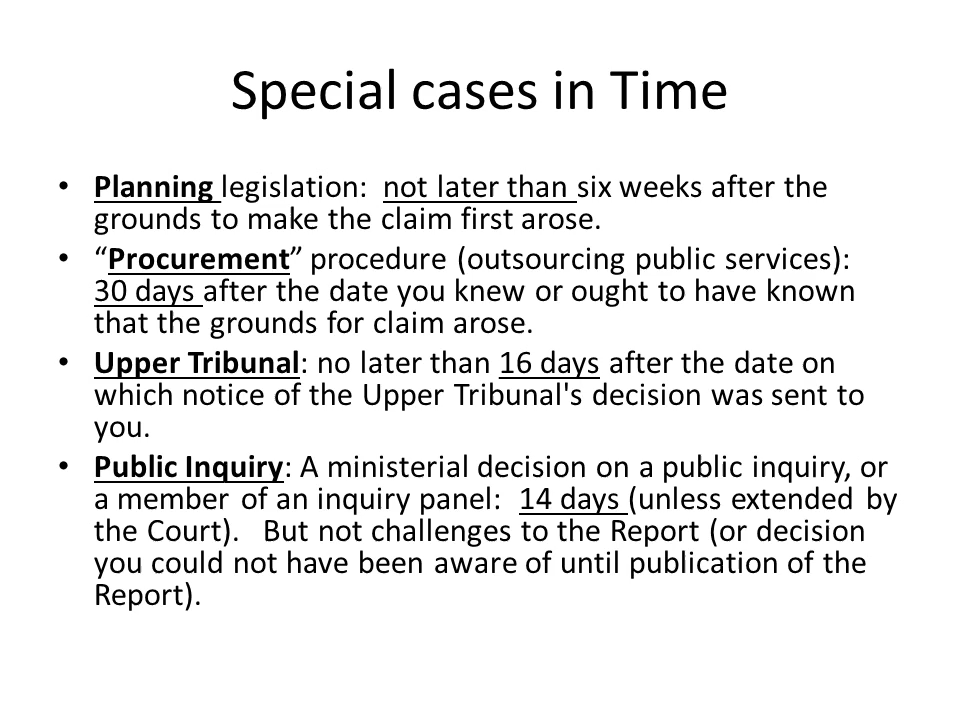 Special cases in Time
• Planning legislation:  not later than six weeks after the
grounds to make the claim first arose.
• “Procurement” procedure (outsourcing public services):
30 days after the date you knew or ought to have known
that the grounds for claim arose.
• Upper Tribunal: no later than 16 days after the date on
which notice of the Upper Tribunal's decision was sent to
you.
• Public Inquiry: A ministerial decision on a public inquiry, or
a member of an inquiry panel:  14 days (unless extended by
the Court).   But not challenges to the Report (or decision
you could not have been aware of until publication of the
Report).